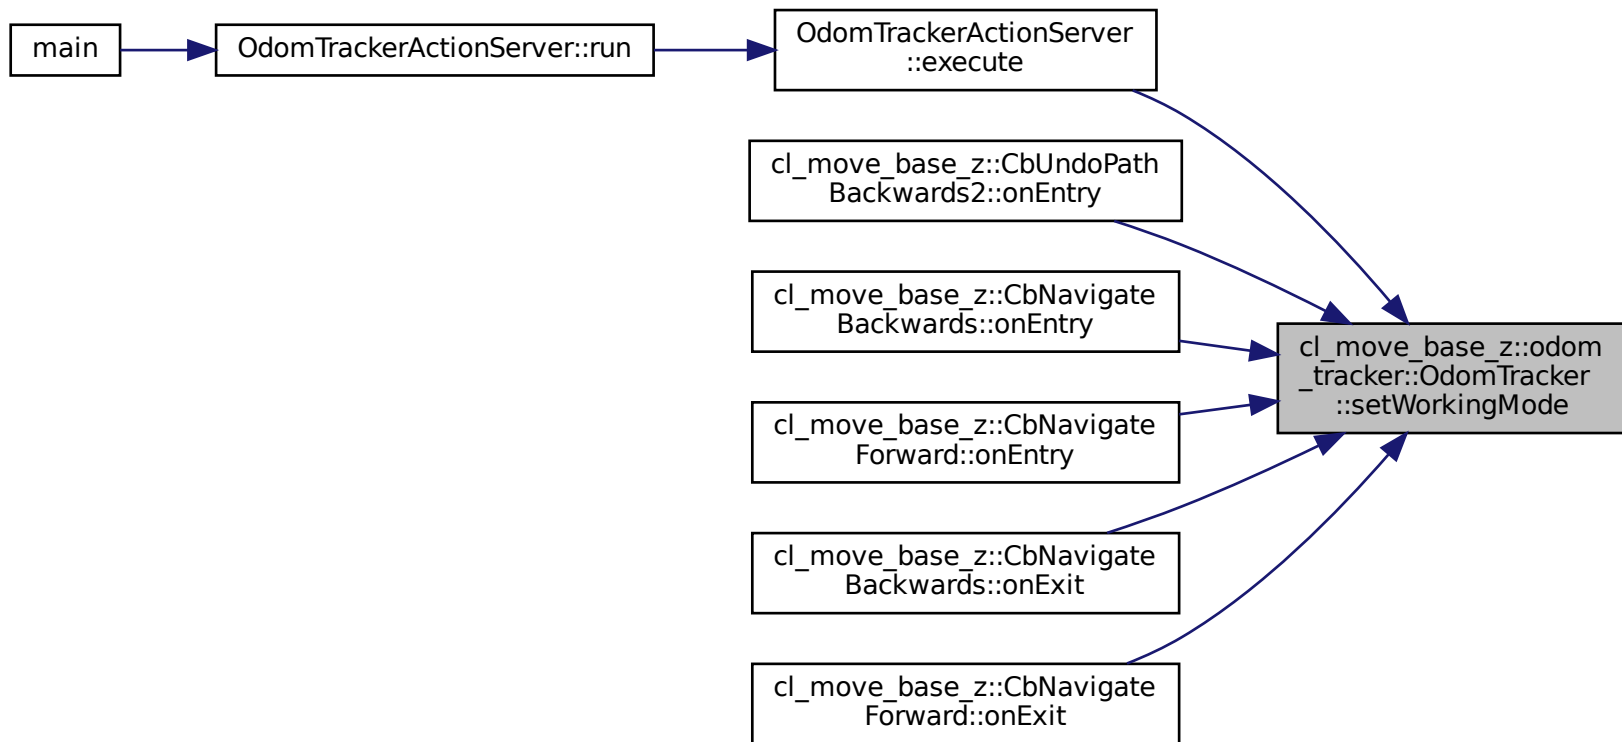 main
OdomTrackerActionServer::run
OdomTrackerActionServer
::execute
cl_move_base_z::CbUndoPath
Backwards2::onEntry
cl_move_base_z::CbNavigate
Backwards::onEntry
cl_move_base_z::CbNavigate
Forward::onEntry
cl_move_base_z::CbNavigate
Backwards::onExit
cl_move_base_z::CbNavigate
Forward::onExit
cl_move_base_z::odom
_tracker::OdomTracker
::setWorkingMode